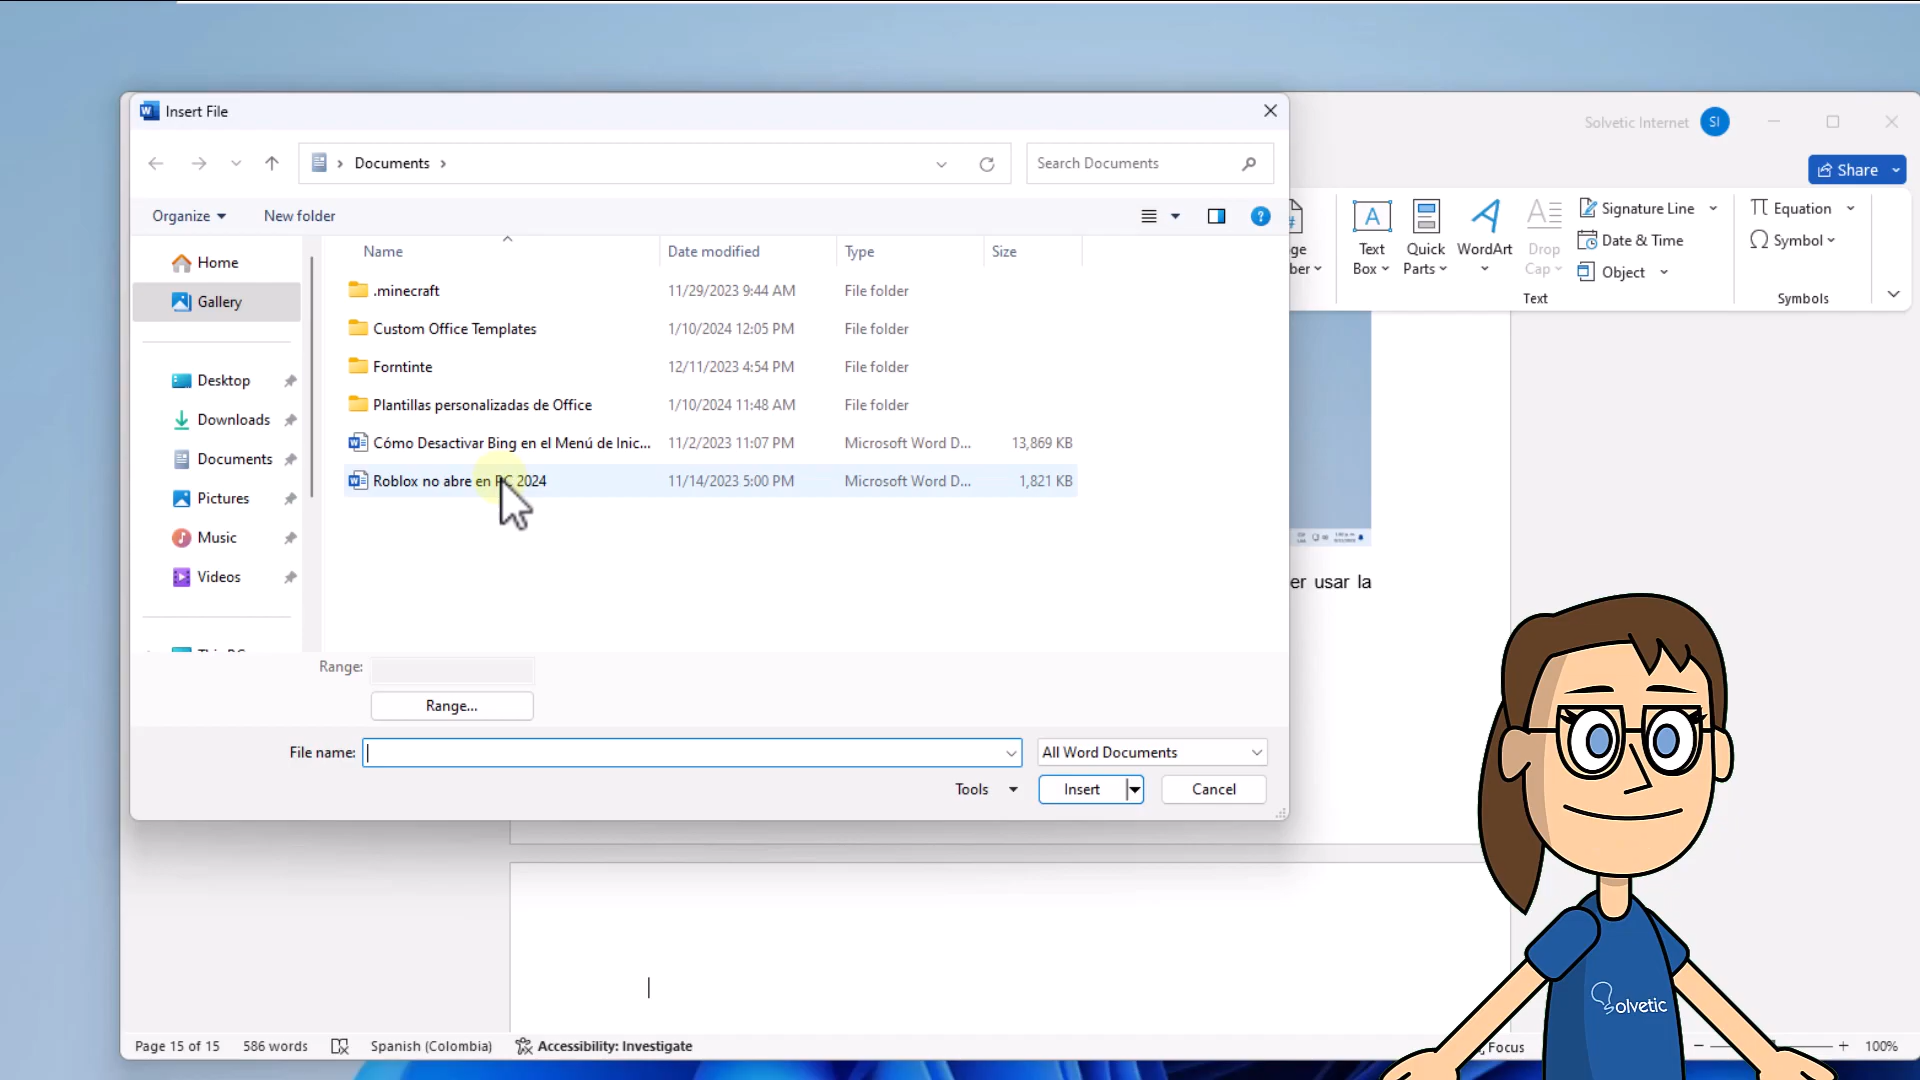 Insert File
Documents
Search Documents
Organize
New folder
Home
Gallery
Desktop
Downloads
Documents
Pictures
Music
Videos
Name Date modified Type Size
.minecraft 11/29/2023 9:44 AM File folder
Custom Office Templates 1/10/2024 12:05 PM File folder
Forntinte 12/11/2023 4:54 PM File folder
Plantillas personalizadas de Office 1/10/2024 11:48 AM File folder
Cómo Desactivar Bing en el Menú de Inic... 11/2/2023 11:07 PM Microsoft Word D... 13,869 KB
Roblox no abre en PC 2024 11/14/2023 5:00 PM Microsoft Word D... 1,821 KB
Range:
Range...
File name:
All Word Documents
Tools
Insert
Cancel
Solvetic Internet SI
Share
Text Box
Quick Parts
WordArt
Drop Cap
Signature Line
Date & Time
Object
Text
Equation
Symbol
Symbols
er usar la
Solvetic
Page 15 of 15 586 words Spanish (Colombia) Accessibility: Investigate
Focus
100%